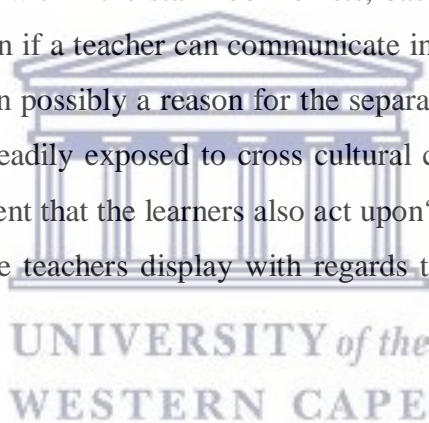 n if a teacher can communicate in
n possibly a reason for the separa
eadily exposed to cross cultural c
ent that the learners also act upon“
e teachers display with regards t
UNIVERSITY of the
WESTERN CAPE